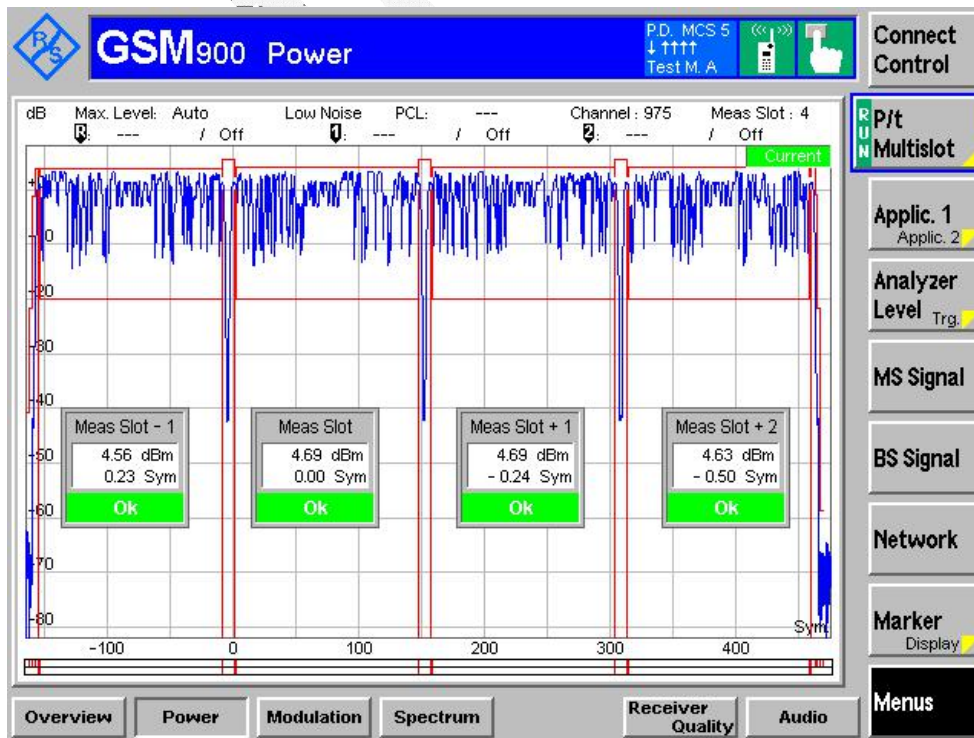 R/S
GSM900 Power
P.D. MCS 5
↓ ↑↑↑↑
Test M. A
Connect Control
dB Max. Level: Auto Low Noise PCL: --- Channel : 975 Meas Slot : 4
R: --- / Off 1: --- / Off 2: --- / Off
Current
RUN
P/t Multislot
Applic. 1
Applic. 2
Analyzer Level Trg.
MS Signal
BS Signal
Network
Marker
Display
Menus
-20
-40
-50
-60
-70
-80
Meas Slot - 1
4.56 dBm
0.23 Sym
Ok
Meas Slot
4.69 dBm
0.00 Sym
Ok
Meas Slot + 1
4.69 dBm
- 0.24 Sym
Ok
Meas Slot + 2
4.63 dBm
- 0.50 Sym
Ok
Sym
-100 0 100 200 300 400
Overview Power Modulation Spectrum Receiver Quality Audio